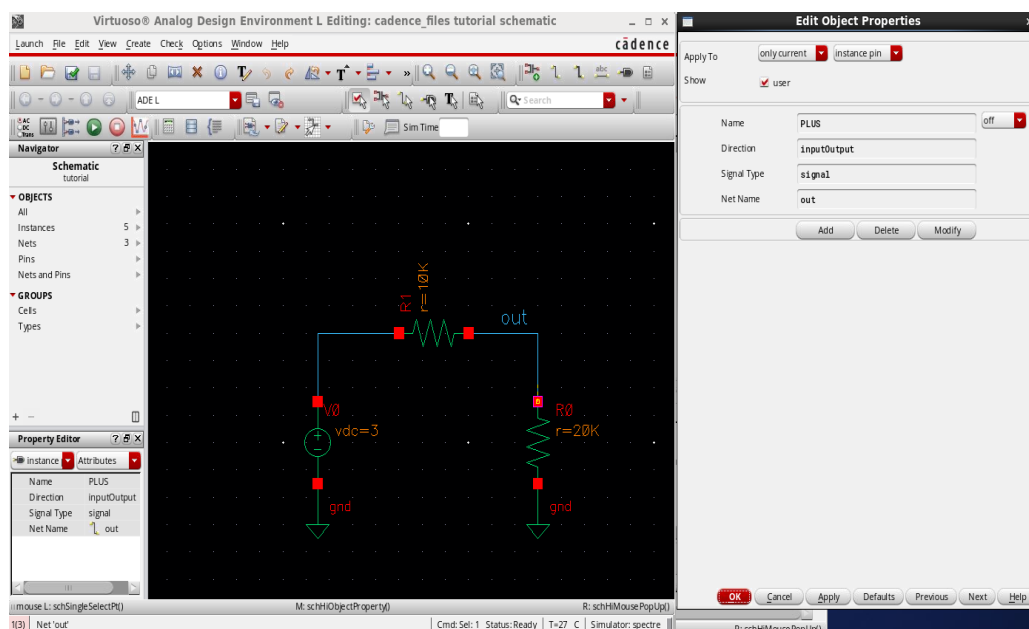 Virtuoso® Analog Design Environment L Editing: cadence_files tutorial schematic
Launch File Edit View Create Check Options Window Help
cādence
abc
ADE L
Search
AC DC Trans
Sim Time
Navigator
Schematic
tutorial
OBJECTS
All
Instances 5
Nets 3
Pins
Nets and Pins
GROUPS
Cells
Types
Property Editor
instance Attributes
Name PLUS
Direction inputOutput
Signal Type signal
Net Name out
R1
r=10K
out
V0
vdc=3
R0
r=20K
gnd
gnd
mouse L: schSingleSelectPt()
M: schHiObjectProperty()
R: schHiMousePopUp()
1(3) Net 'out'
Cmd: Sel: 1 Status: Ready T=27 C Simulator: spectre
Edit Object Properties
Apply To only current instance pin
Show user
Name PLUS off
Direction inputOutput
Signal Type signal
Net Name out
Add Delete Modify
OK Cancel Apply Defaults Previous Next Help
R: schHiMousePopUp()